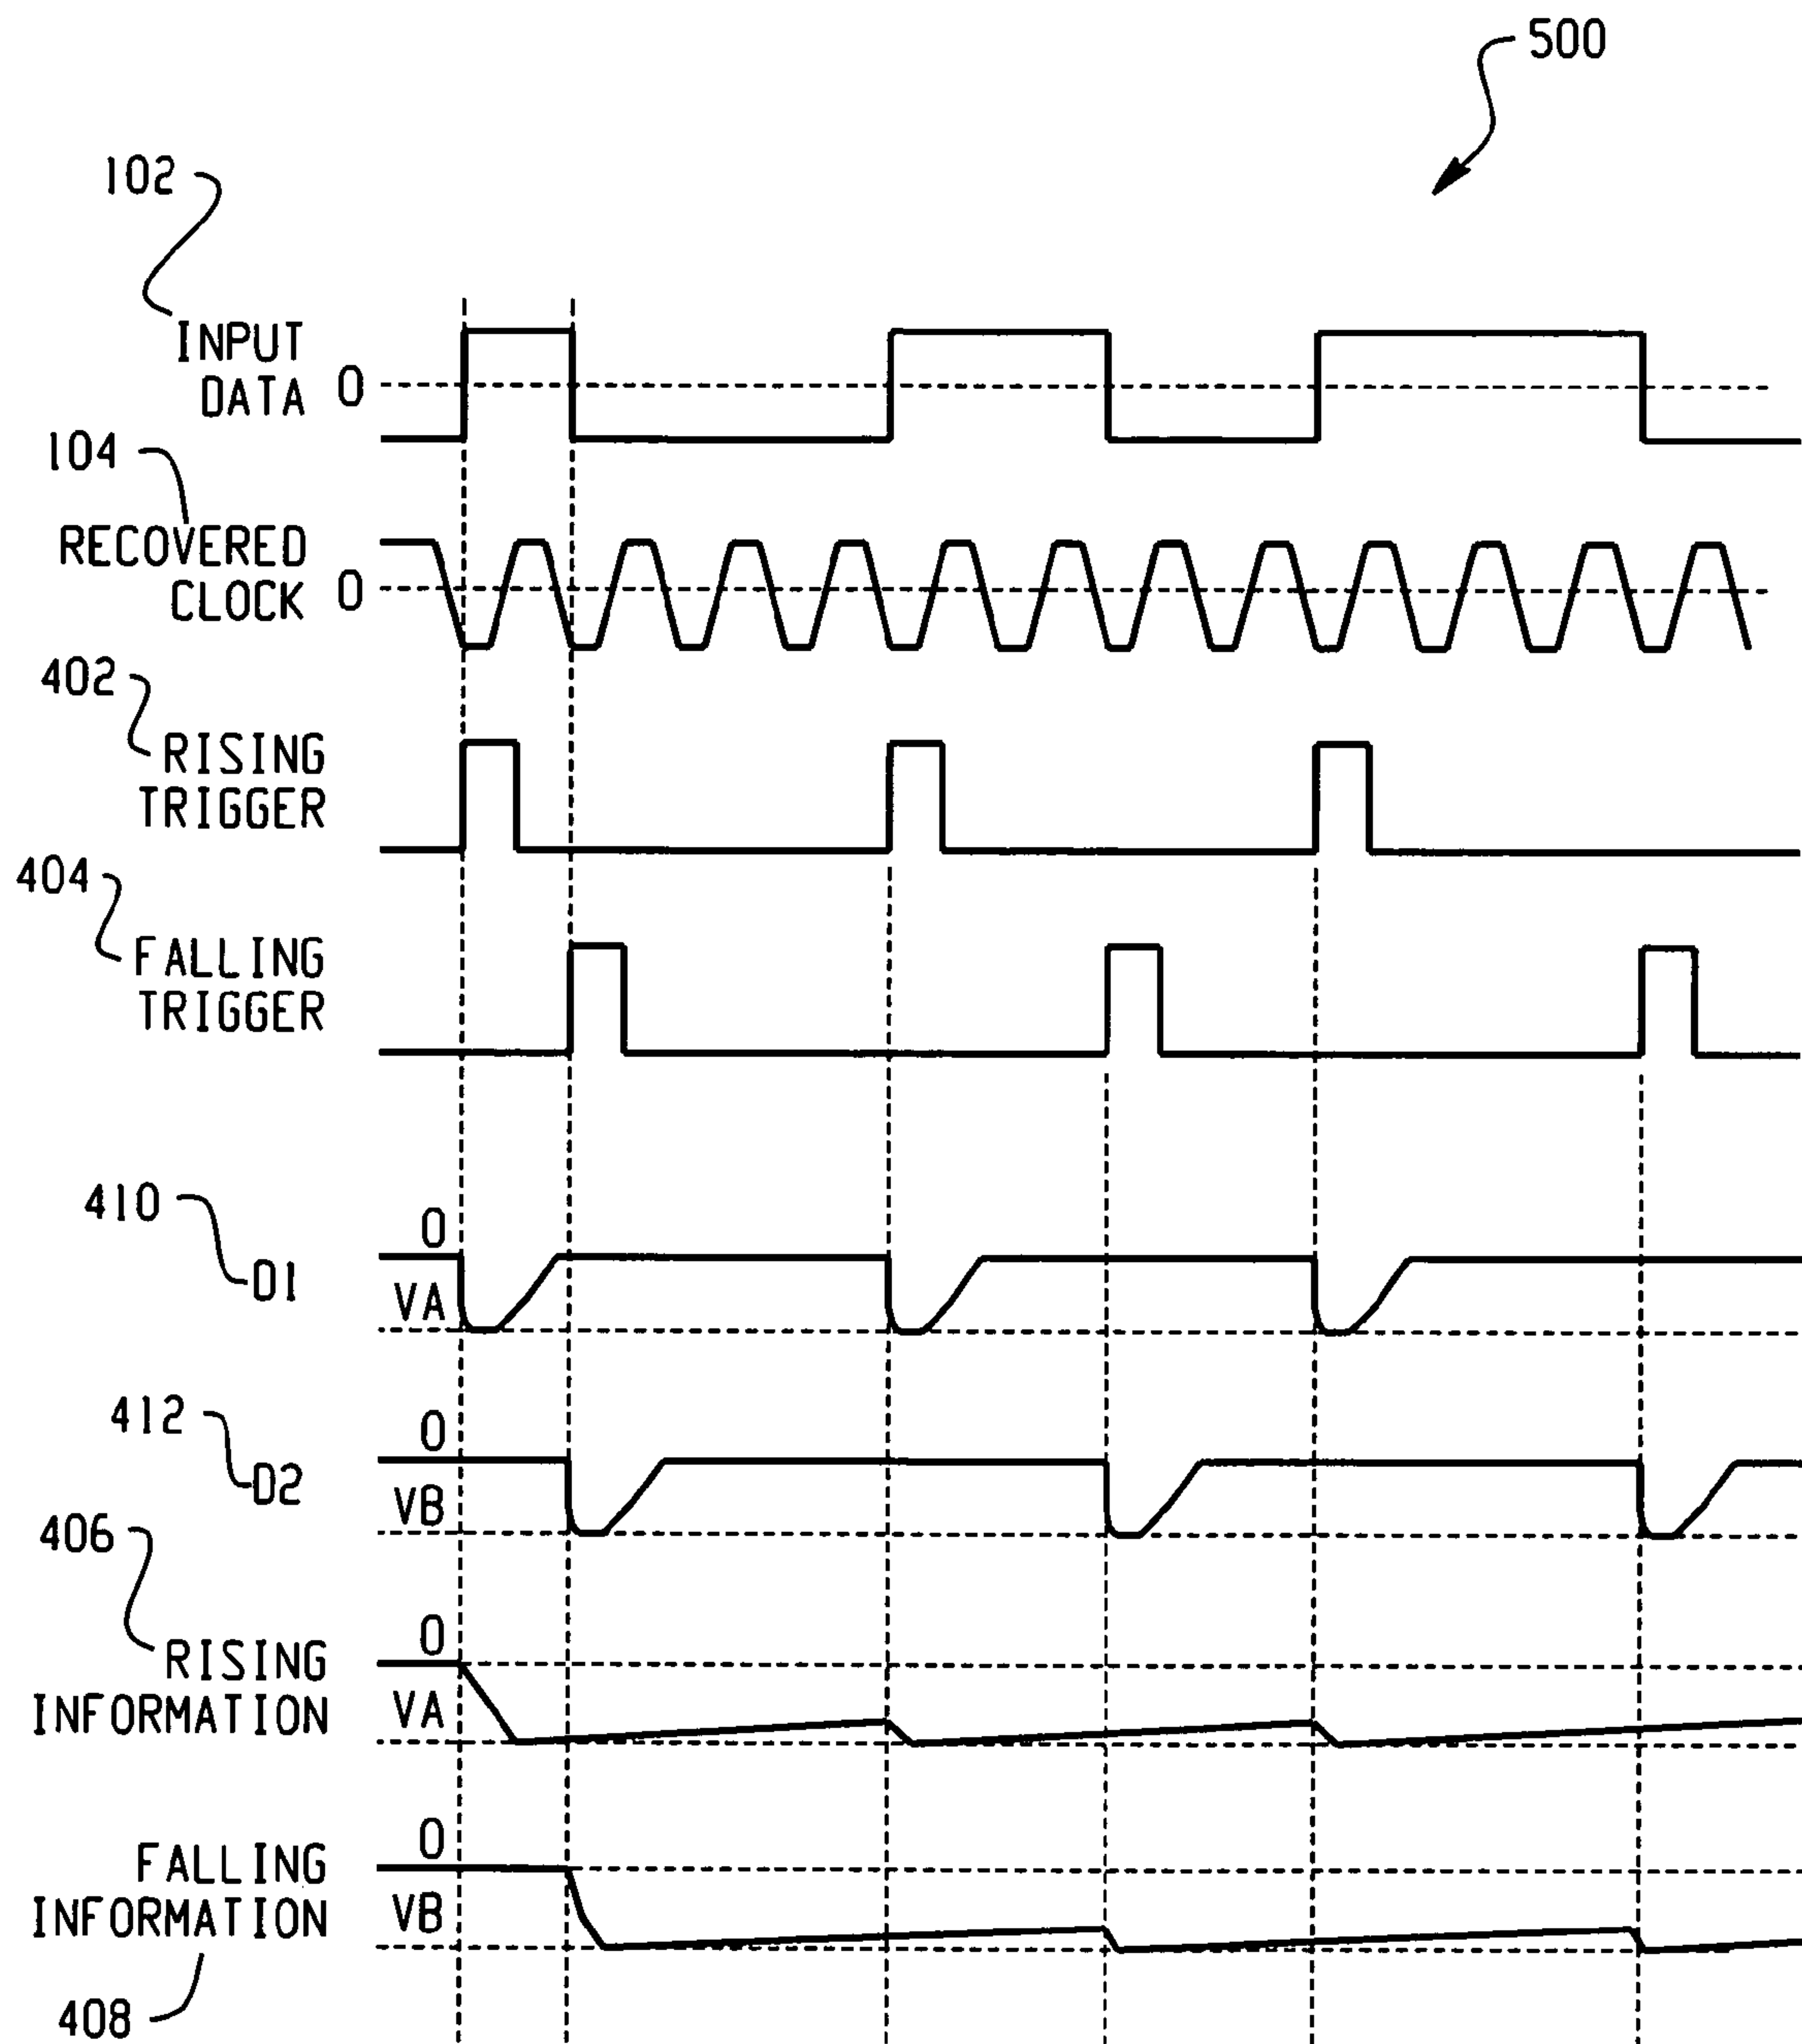 500
102
INPUT
DATA 0
104
RECOVERED
CLOCK 0
402
RISING
TRIGGER
404
FALLING
TRIGGER
410
0
D1
VA
412
0
D2
VB
406
0
RISING
INFORMATION VA
0
FALLING
INFORMATION VB
408